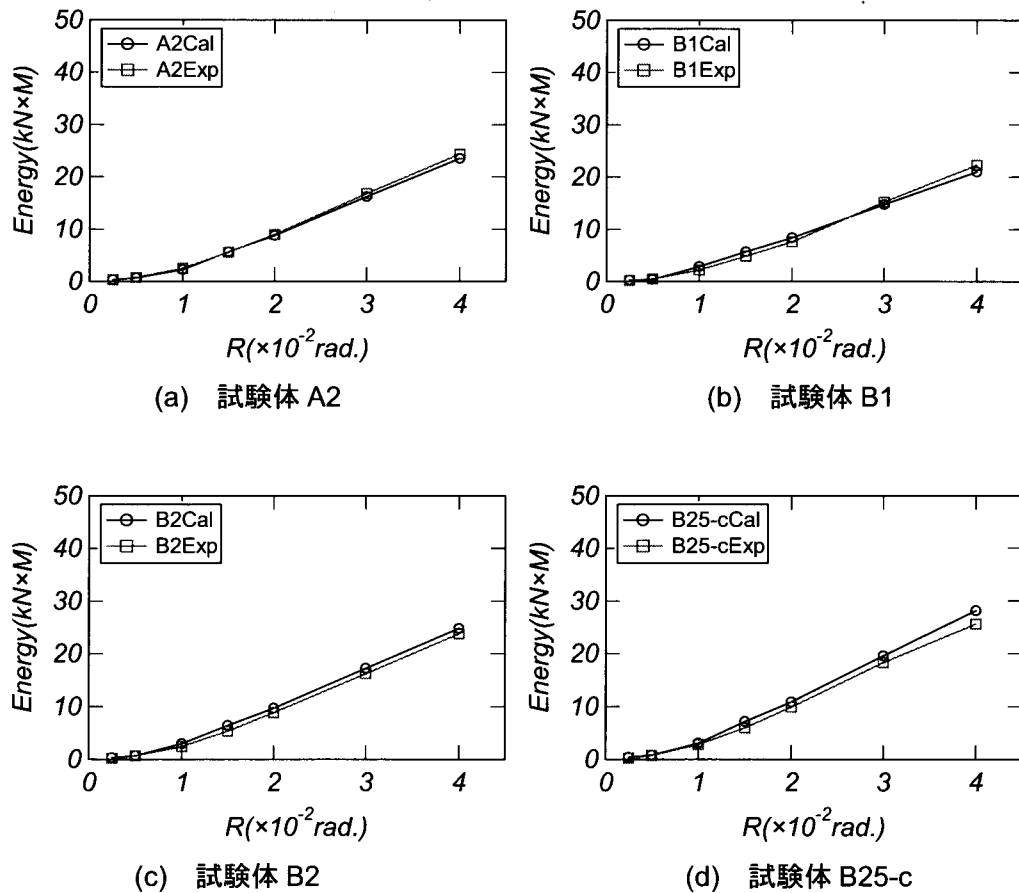 50
40
30
20
10
0
Energy(kN×M)
A2Cal
A2Exp
0 1 2 3 4
R(×10⁻²rad.)
(a) 試験体 A2
50
40
30
20
10
0
Energy(kN×M)
B1Cal
B1Exp
0 1 2 3 4
R(×10⁻²rad.)
(b) 試験体 B1
50
40
30
20
10
0
Energy(kN×M)
B2Cal
B2Exp
0 1 2 3 4
R(×10⁻²rad.)
(c) 試験体 B2
50
40
30
20
10
0
Energy(kN×M)
B25-cCal
B25-cExp
0 1 2 3 4
R(×10⁻²rad.)
(d) 試験体 B25-c